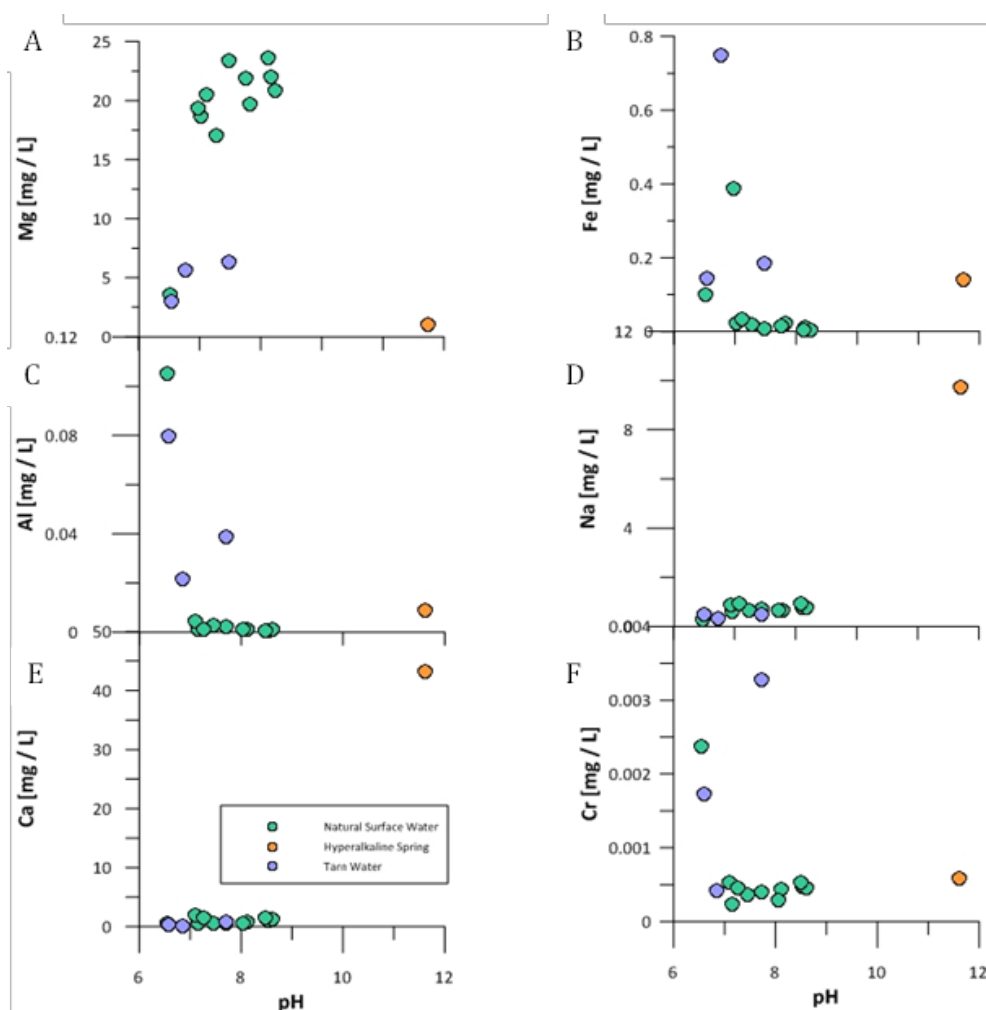 A
25
20
15
10
5
0
Mg [mg / L]
B
0.8
0.6
0.4
0.2
0
Fe [mg / L]
C
0.12
0.08
0.04
0
Al [mg / L]
D
12
8
4
0
Na [mg / L]
E
50
40
30
20
10
0
Ca [mg / L]
Natural Surface Water
Hyperalkaline Spring
Tarn Water
6 8 10 12
pH
F
0.004
0.003
0.002
0.001
0
Cr [mg / L]
6 8 10 12
pH